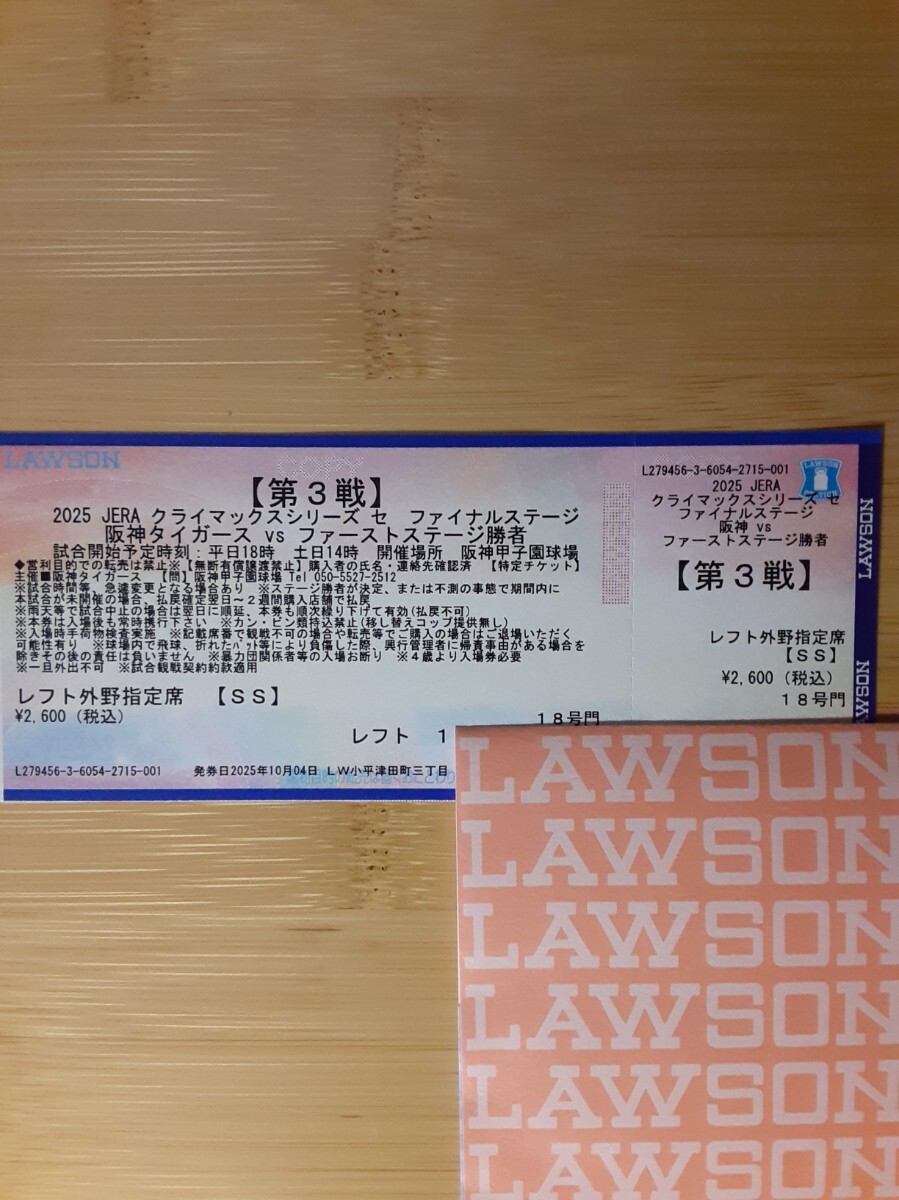 LAWSON
COPY
【第3戦】
2025 JERA クライマックスシリーズ セ ファイナルステージ
阪神タイガース vs ファーストステージ勝者
試合開始予定時刻:平日18時 土日14時 開催場所 阪神甲子園球場
◆営利目的での転売は禁止※【無断有償譲渡禁止】購入者の氏名・連絡先確認済 【特定チケット】
主催■阪神タイガース 【問】阪神甲子園球場 Tel 050-5527-2512
※試合時間等、急遽変更となる場合あり・※ステージ勝者が決定、または不測の事態で期間内に
本試合が未開催の場合、払戻確定翌日~2週間購入店舗で払戻
※雨天等で試合中止の場合は翌日に順延、本券も順次繰り下げて有効(払戻不可)
※本券は入場後も常時携行下さい ※カン・ビン類持込禁止(移し替えコップ提供無し)
※入場時手荷物検査実施 ※記載席番で観戦不可の場合や転売等でご購入の場合はご退場いただく
可能性有り※球場内で飛球、折れたバット等により負傷した際、興行管理者に帰責事由がある場合を
除きその後の責任は負いません ※暴力団関係者等の入場お断り ※4歳より入場券必要
※一旦外出不可 ※試合観戦契約約款適用
レフト外野指定席 【SS】
¥2,600(税込)
18号門
レフト 1
L279456-3-6054-2715-001 発券日2025年10月04日 LW小平津田町三丁目
L279456-3-6054-2715-001
2025 JERA
クライマックスシリーズ セ
ファイナルステージ
阪神 vs
ファーストステージ勝者
【第3戦】
レフト外野指定席
【SS】
¥2,600(税込)
18号門
LAWSON
LAWSON
LAWSON
LAWSON
LAWSON
LAWSON
LAWSON
LAWSON
LAWSON